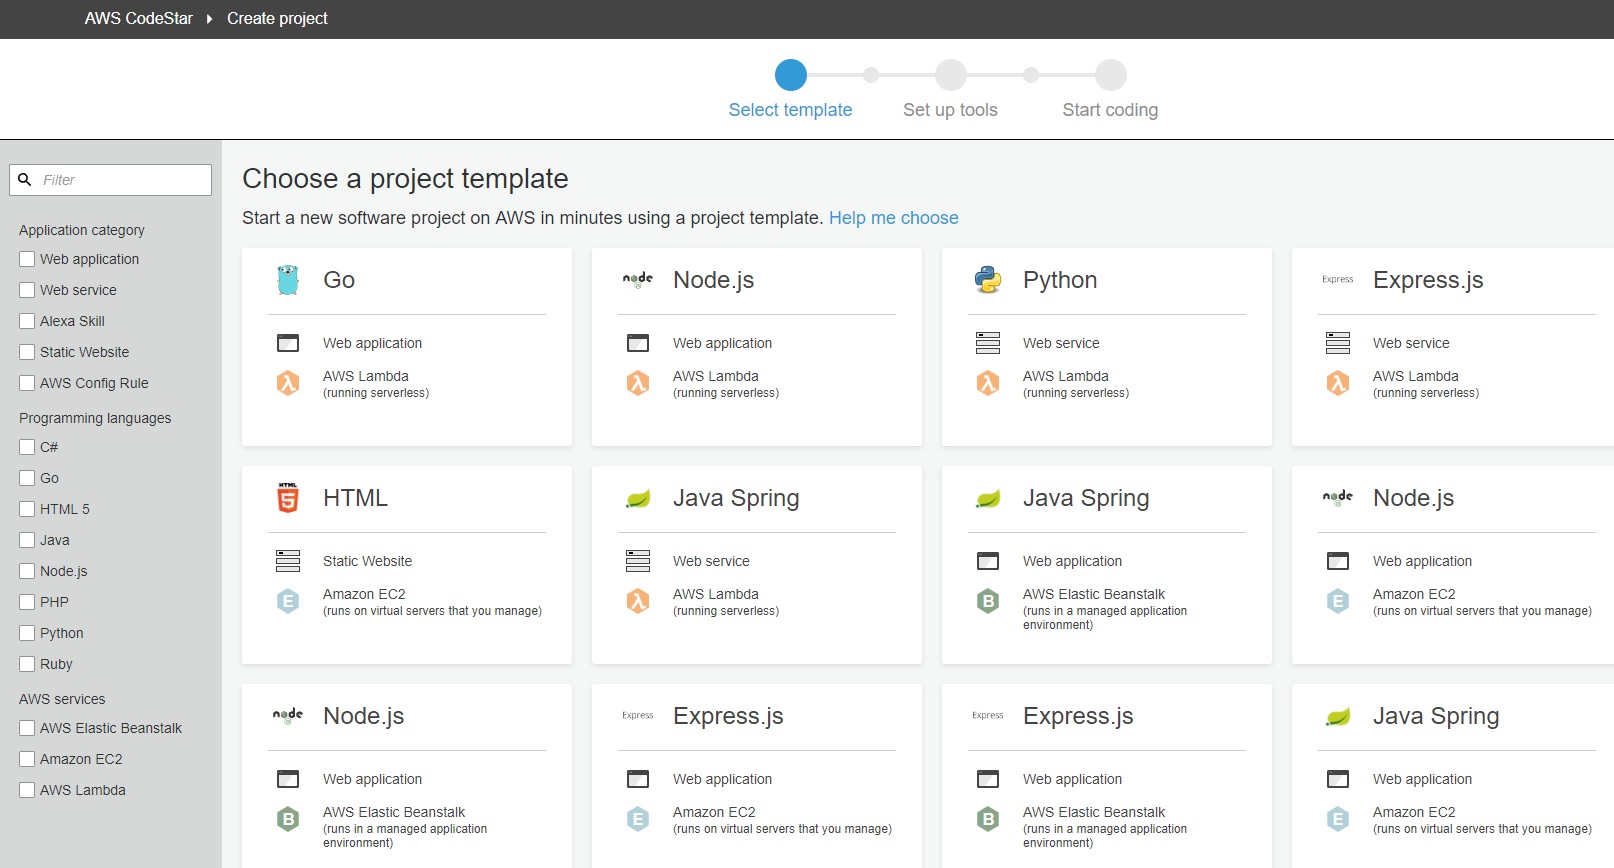 AWS CodeStar Create project
Select template
Set up tools
Start coding
Filter
Application category
Web application
Web service
Alexa Skill
Static Website
AWS Config Rule
Programming languages
C#
Go
HTML 5
Java
Node.js
PHP
Python
Ruby
AWS services
AWS Elastic Beanstalk
Amazon EC2
AWS Lambda
Choose a project template
Start a new software project on AWS in minutes using a project template. Help me choose
Go
Web application
AWS Lambda
(running serverless)
node
Node.js
Web application
AWS Lambda
(running serverless)
Python
Web service
AWS Lambda
(running serverless)
Express
Express.js
Web service
AWS Lambda
(running serverless)
HTML
5
HTML
Static Website
E
Amazon EC2
(runs on virtual servers that you manage)
Java Spring
Web service
AWS Lambda
(running serverless)
Java Spring
Web application
B
AWS Elastic Beanstalk
(runs in a managed application
environment)
node
Node.js
Web application
E
Amazon EC2
(runs on virtual servers that you manage)
node
Node.js
Web application
B
AWS Elastic Beanstalk
(runs in a managed application
environment)
Express
Express.js
Web application
E
Amazon EC2
(runs on virtual servers that you manage)
Express
Express.js
Web application
B
AWS Elastic Beanstalk
(runs in a managed application
environment)
Java Spring
Web application
E
Amazon EC2
(runs on virtual servers that you manage)